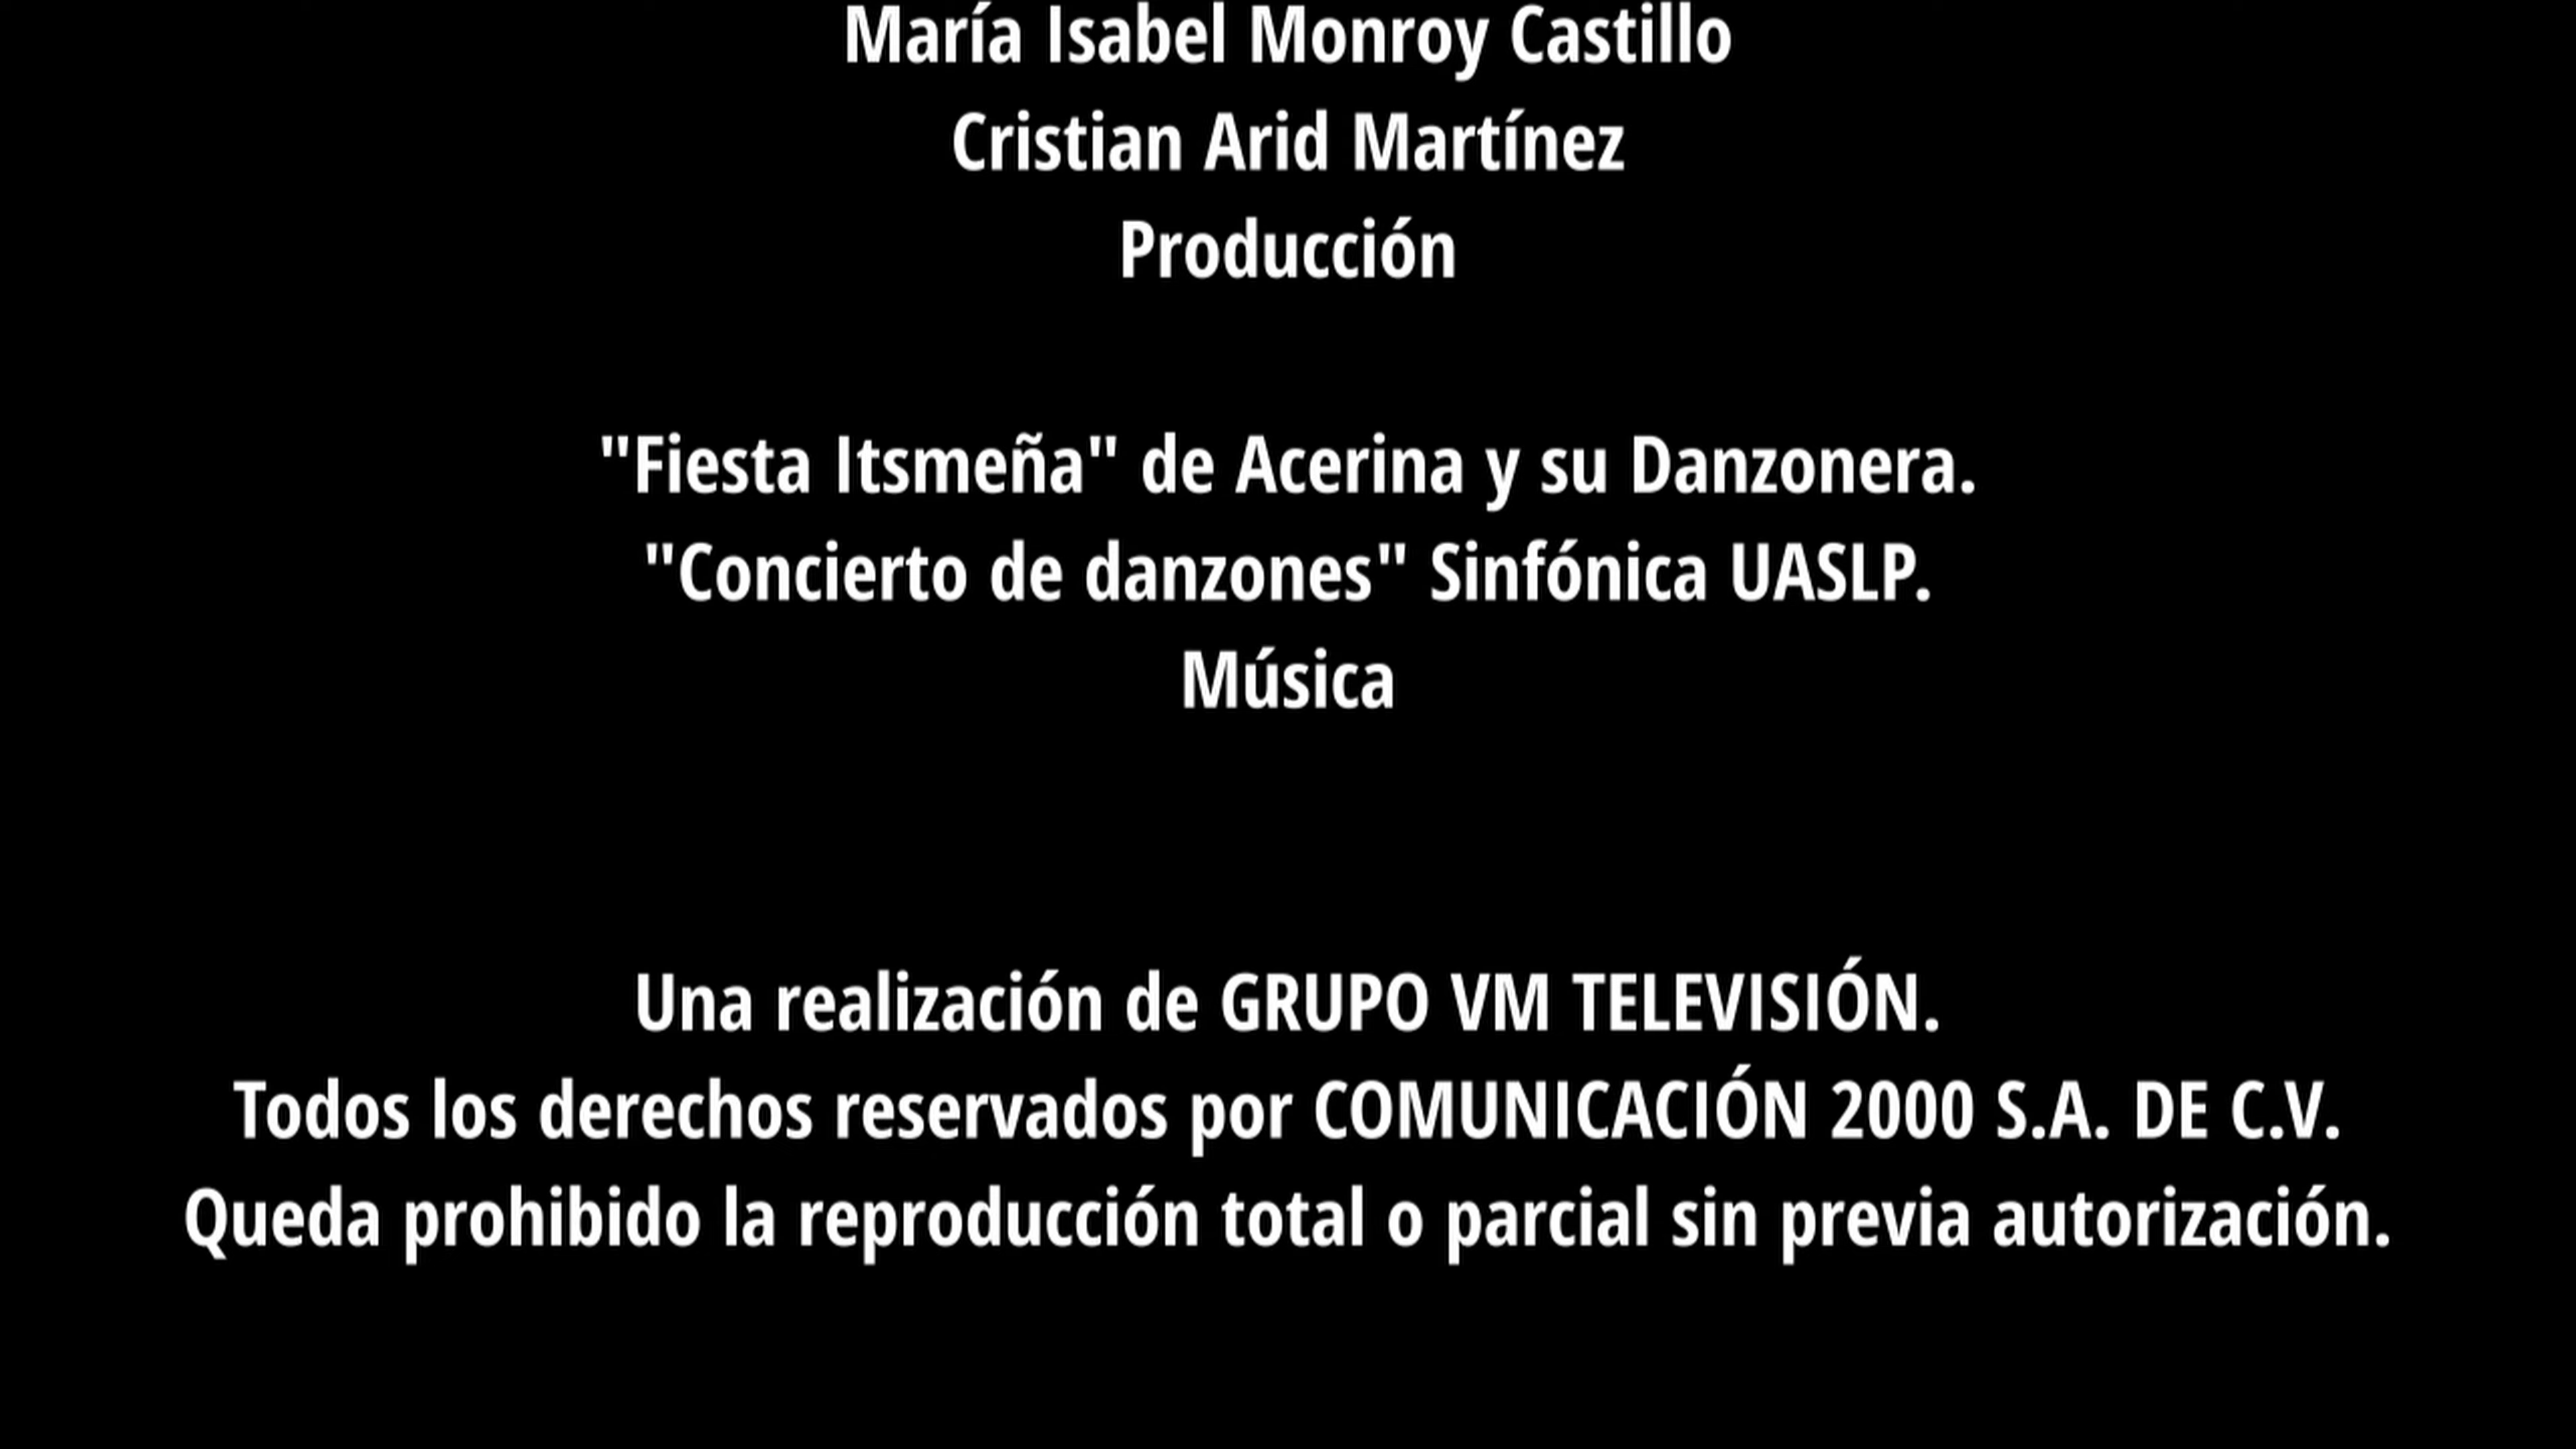 María Isabel Monroy Castillo
Cristian Arid Martínez
Producción
"Fiesta Itsmeña" de Acerina y su Danzonera.
"Concierto de danzones" Sinfónica UASLP.
Música
Una realización de GRUPO VM TELEVISIÓN.
Todos los derechos reservados por COMUNICACIÓN 2000 S.A. DE C.V.
Queda prohibido la reproducción total o parcial sin previa autorización.